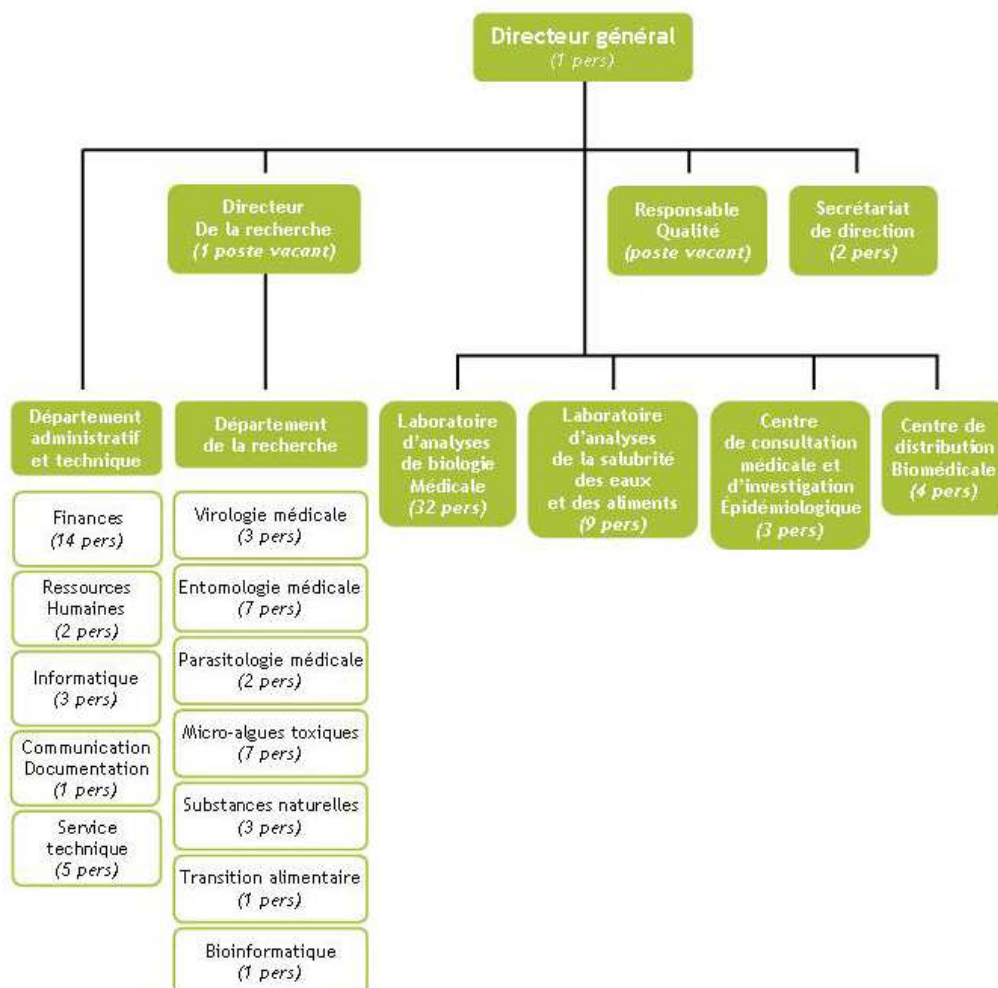 Directeur général
(1 pers)
Directeur
De la recherche
(1 poste vacant)
Responsable
Qualité
(poste vacant)
Secrétariat
de direction
(2 pers)
Département
administratif
et technique
Département
de la recherche
Laboratoire
d'analyses
de biologie
Médicale
(32 pers)
Laboratoire
d'analyses
de la salubrité
des eaux
et des aliments
(9 pers)
Centre
de consultation
médicale et
d'investigation
Épidémiologique
(3 pers)
Centre de
distribution
Biomédicale
(4 pers)
Finances
(14 pers)
Ressources
Humaines
(2 pers)
Informatique
(3 pers)
Communication
Documentation
(1 pers)
Service
technique
(5 pers)
Virologie médicale
(3 pers)
Entomologie médicale
(7 pers)
Parasitologie médicale
(2 pers)
Micro-algues toxiques
(7 pers)
Substances naturelles
(3 pers)
Transition alimentaire
(1 pers)
Bioinformatique
(1 pers)